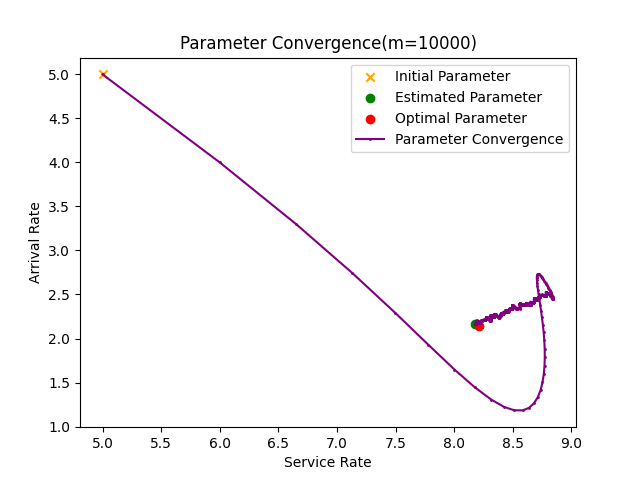 Parameter Convergence(m=10000)
Initial Parameter
Estimated Parameter
Optimal Parameter
Parameter Convergence
Arrival Rate
5.0
4.5
4.0
3.5
3.0
2.5
2.0
1.5
1.0
5.0 5.5 6.0 6.5 7.0 7.5 8.0 8.5 9.0
Service Rate